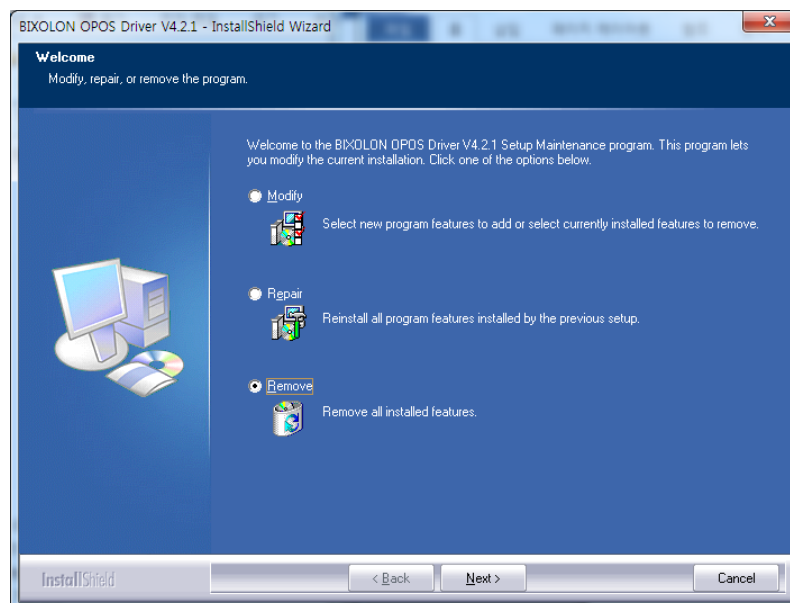 BIXOLON OPOS Driver V4.2.1 - InstallShield Wizard
Welcome
Modify, repair, or remove the program.
Welcome to the BIXOLON OPOS Driver V4.2.1 Setup Maintenance program. This program lets
you modify the current installation. Click one of the options below.
Modify
Select new program features to add or select currently installed features to remove.
Repair
Reinstall all program features installed by the previous setup.
Remove
Remove all installed features.
InstallShield
< Back
Next >
Cancel